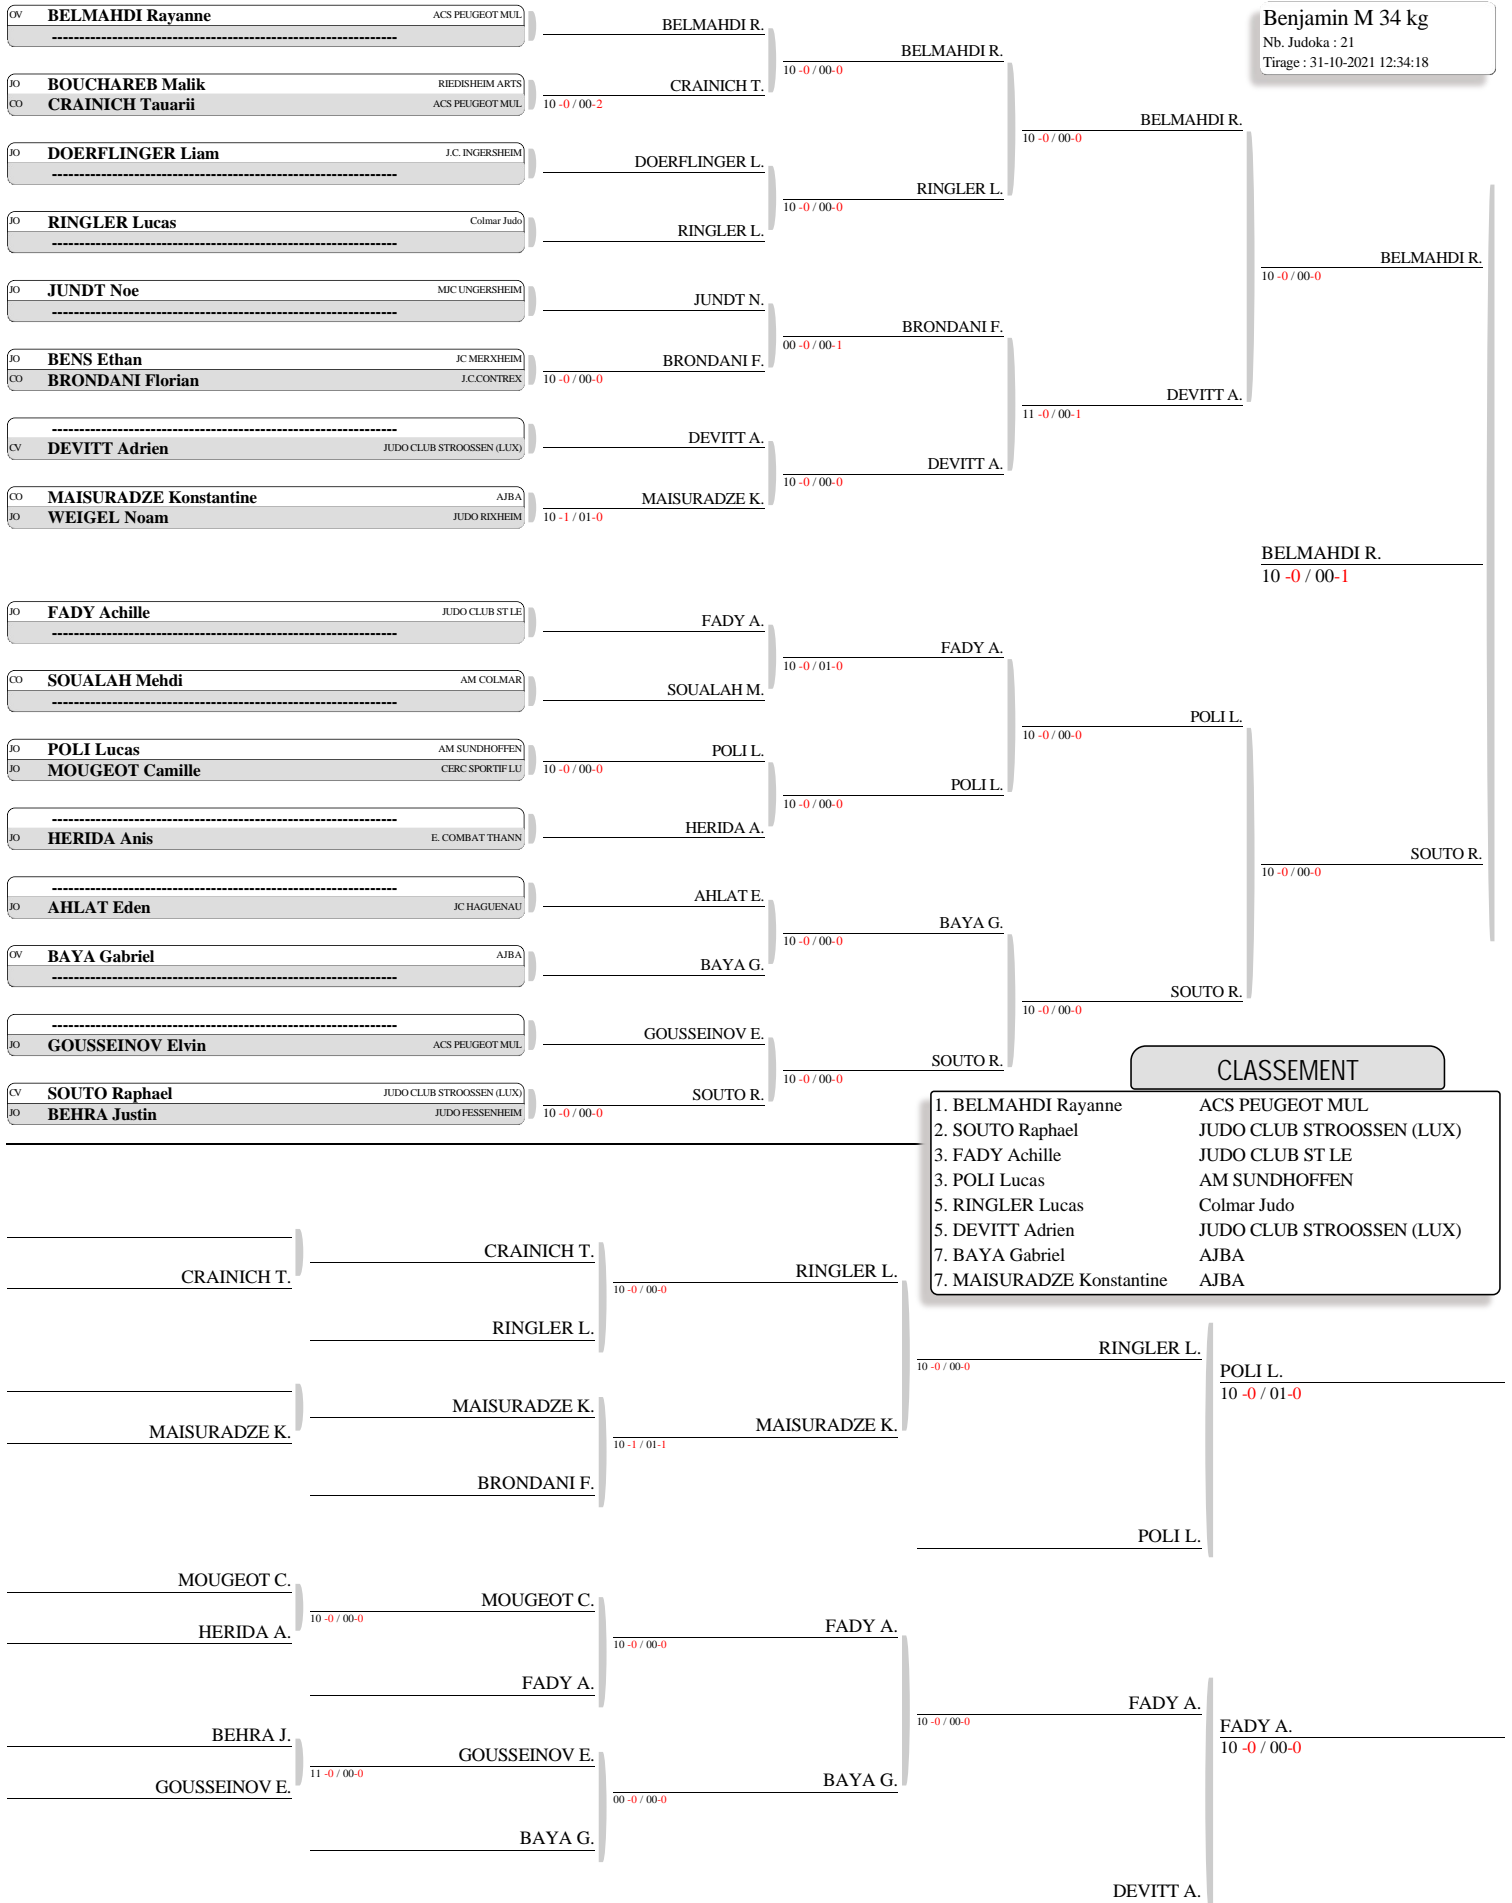 Benjamin M 34 kg
Nb. Judoka : 21
Tirage : 31-10-2021 12:34:18
OV BELMAHDI Rayanne ACS PEUGEOT MUL
----------------------------------------------------------------
JO BOUCHAREB Malik RIEDISHEIM ARTS
CO CRAINICH Tauarii ACS PEUGEOT MUL
JO DOERFLINGER Liam J.C. INGERSHEIM
----------------------------------------------------------------
JO RINGLER Lucas Colmar Judo
----------------------------------------------------------------
JO JUNDT Noe MJC UNGERSHEIM
----------------------------------------------------------------
JO BENS Ethan JC MERXHEIM
CO BRONDANI Florian J.C.CONTREX
----------------------------------------------------------------
CV DEVITT Adrien JUDO CLUB STROOSSEN (LUX)
CO MAISURADZE Konstantine AJBA
JO WEIGEL Noam JUDO RIXHEIM
JO FADY Achille JUDO CLUB ST LE
----------------------------------------------------------------
CO SOUALAH Mehdi AM COLMAR
----------------------------------------------------------------
JO POLI Lucas AM SUNDHOFFEN
JO MOUGEOT Camille CERC SPORTIF LU
----------------------------------------------------------------
JO HERIDA Anis E. COMBAT THANN
----------------------------------------------------------------
JO AHLAT Eden JC HAGUENAU
OV BAYA Gabriel AJBA
----------------------------------------------------------------
----------------------------------------------------------------
JO GOUSSEINOV Elvin ACS PEUGEOT MUL
CV SOUTO Raphael JUDO CLUB STROOSSEN (LUX)
JO BEHRA Justin JUDO FESSENHEIM
BELMAHDI R.
CRAINICH T.
10 -0 / 00-2
DOERFLINGER L.
RINGLER L.
JUNDT N.
BRONDANI F.
10 -0 / 00-0
DEVITT A.
MAISURADZE K.
10 -1 / 01-0
FADY A.
SOUALAH M.
POLI L.
10 -0 / 00-0
HERIDA A.
AHLAT E.
BAYA G.
GOUSSEINOV E.
SOUTO R.
10 -0 / 00-0
BELMAHDI R.
10 -0 / 00-0
RINGLER L.
10 -0 / 00-0
BRONDANI F.
00 -0 / 00-1
DEVITT A.
10 -0 / 00-0
FADY A.
10 -0 / 01-0
POLI L.
10 -0 / 00-0
BAYA G.
10 -0 / 00-0
SOUTO R.
10 -0 / 00-0
BELMAHDI R.
10 -0 / 00-0
DEVITT A.
11 -0 / 00-1
POLI L.
10 -0 / 00-0
SOUTO R.
10 -0 / 00-0
BELMAHDI R.
10 -0 / 00-0
SOUTO R.
10 -0 / 00-0
BELMAHDI R.
10 -0 / 00-1
CLASSEMENT
1. BELMAHDI Rayanne ACS PEUGEOT MUL
2. SOUTO Raphael JUDO CLUB STROOSSEN (LUX)
3. FADY Achille JUDO CLUB ST LE
3. POLI Lucas AM SUNDHOFFEN
5. RINGLER Lucas Colmar Judo
5. DEVITT Adrien JUDO CLUB STROOSSEN (LUX)
7. BAYA Gabriel AJBA
7. MAISURADZE Konstantine AJBA
CRAINICH T.
MAISURADZE K.
MOUGEOT C.
HERIDA A.
BEHRA J.
GOUSSEINOV E.
CRAINICH T.
RINGLER L.
MAISURADZE K.
BRONDANI F.
MOUGEOT C.
10 -0 / 00-0
FADY A.
GOUSSEINOV E.
11 -0 / 00-0
BAYA G.
RINGLER L.
10 -0 / 00-0
MAISURADZE K.
10 -1 / 01-1
FADY A.
10 -0 / 00-0
BAYA G.
00 -0 / 00-0
RINGLER L.
10 -0 / 00-0
POLI L.
FADY A.
10 -0 / 00-0
DEVITT A.
POLI L.
10 -0 / 01-0
FADY A.
10 -0 / 00-0